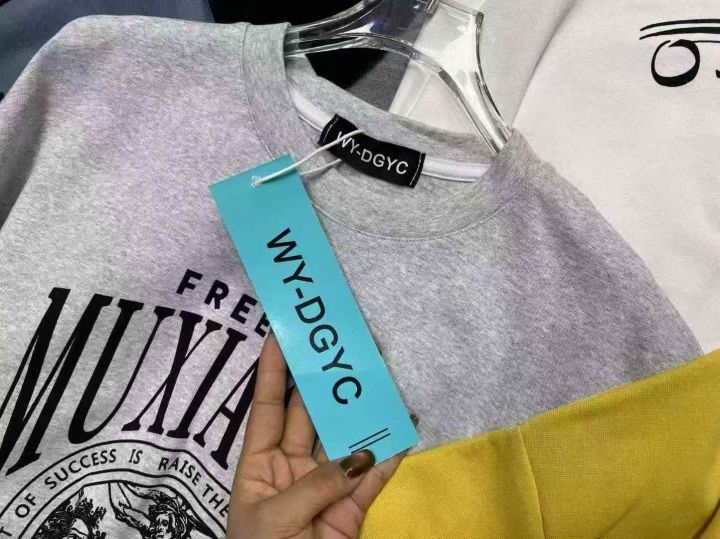 WY-DGYC
WY-DGYC
FREE
MUXIA
OF SUCCESS IS RAISE THE